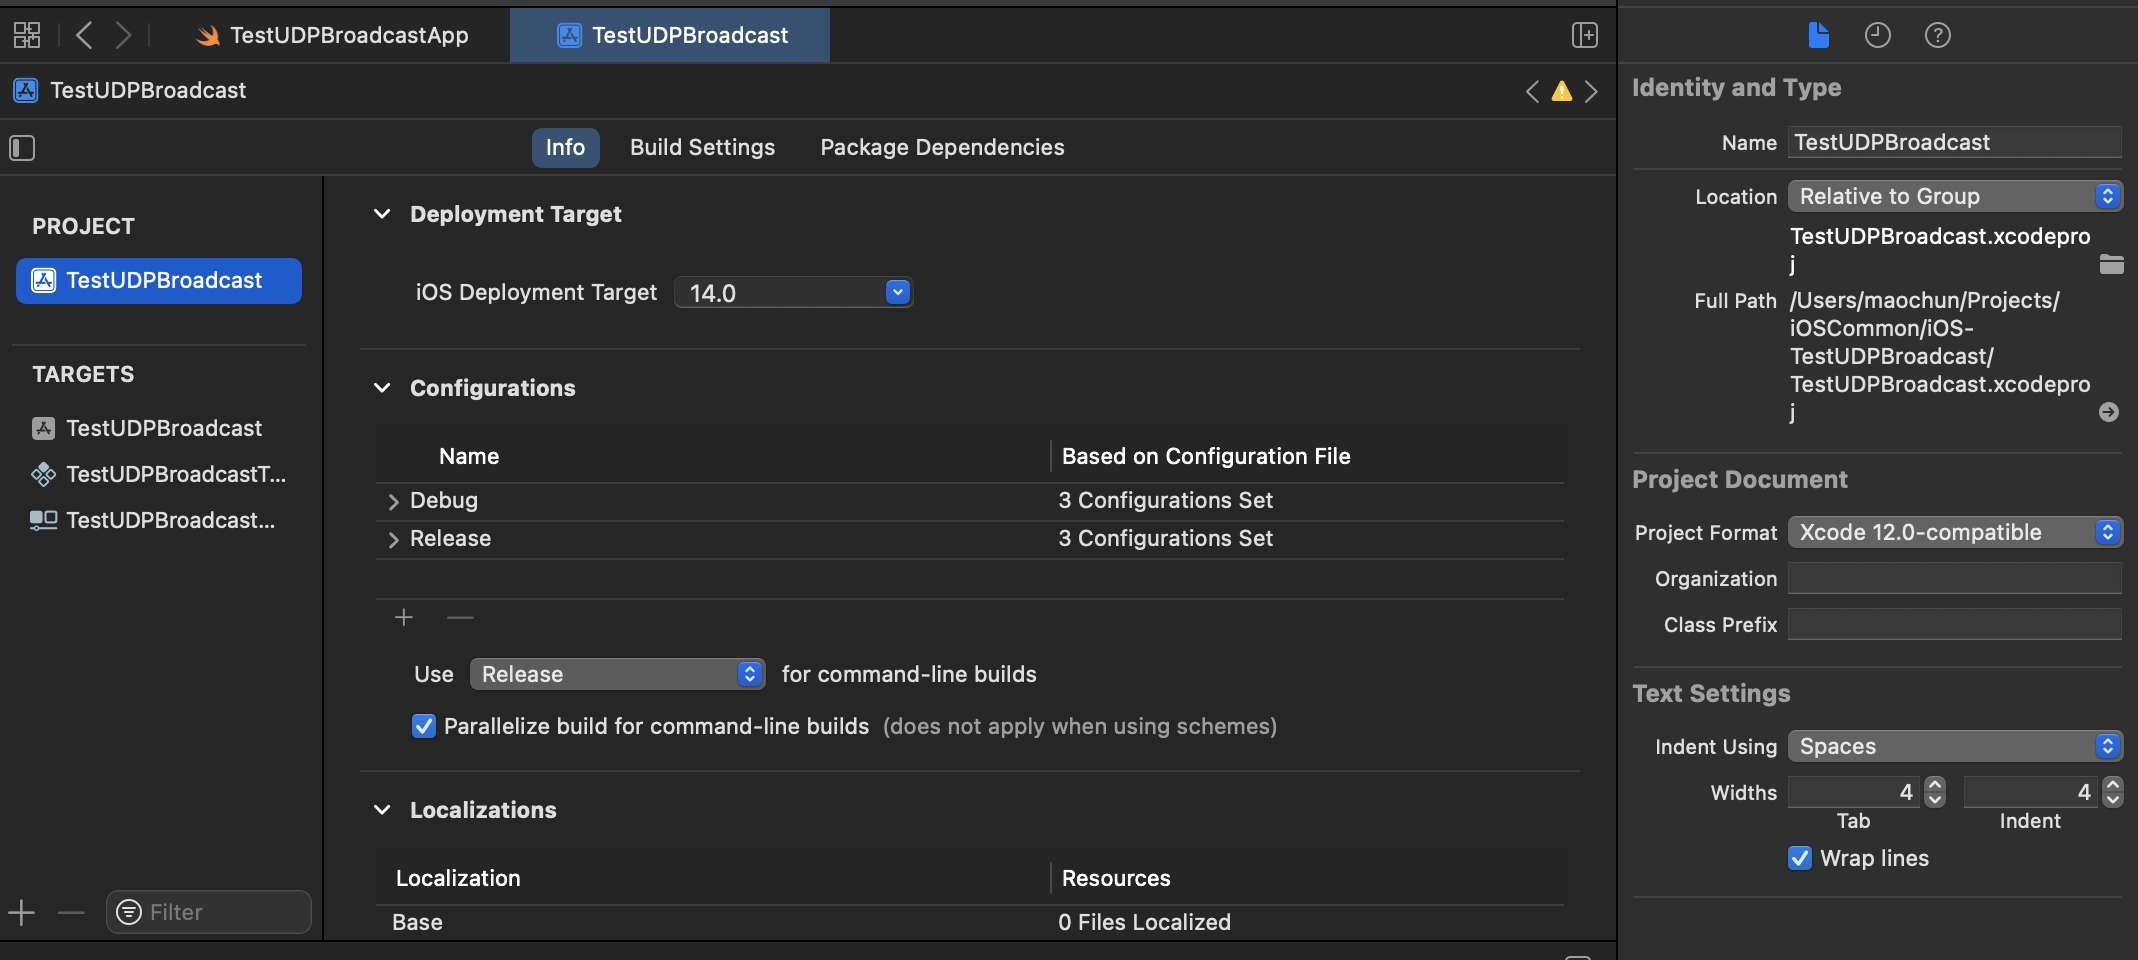 TestUDPBroadcastApp
TestUDPBroadcast
TestUDPBroadcast
Info
Build Settings
Package Dependencies
PROJECT
TestUDPBroadcast
TARGETS
TestUDPBroadcast
TestUDPBroadcastT...
TestUDPBroadcast...
Filter
Deployment Target
iOS Deployment Target 14.0
Configurations
Name Based on Configuration File
Debug 3 Configurations Set
Release 3 Configurations Set
Use Release for command-line builds
Parallelize build for command-line builds (does not apply when using schemes)
Localizations
Localization Resources
Base 0 Files Localized
Identity and Type
Name TestUDPBroadcast
Location Relative to Group
TestUDPBroadcast.xcodepro
j
Full Path /Users/maochun/Projects/
iOSCommon/iOS-
TestUDPBroadcast/
TestUDPBroadcast.xcodepro
j
Project Document
Project Format Xcode 12.0-compatible
Organization
Class Prefix
Text Settings
Indent Using Spaces
Widths 4 4
Tab Indent
Wrap lines